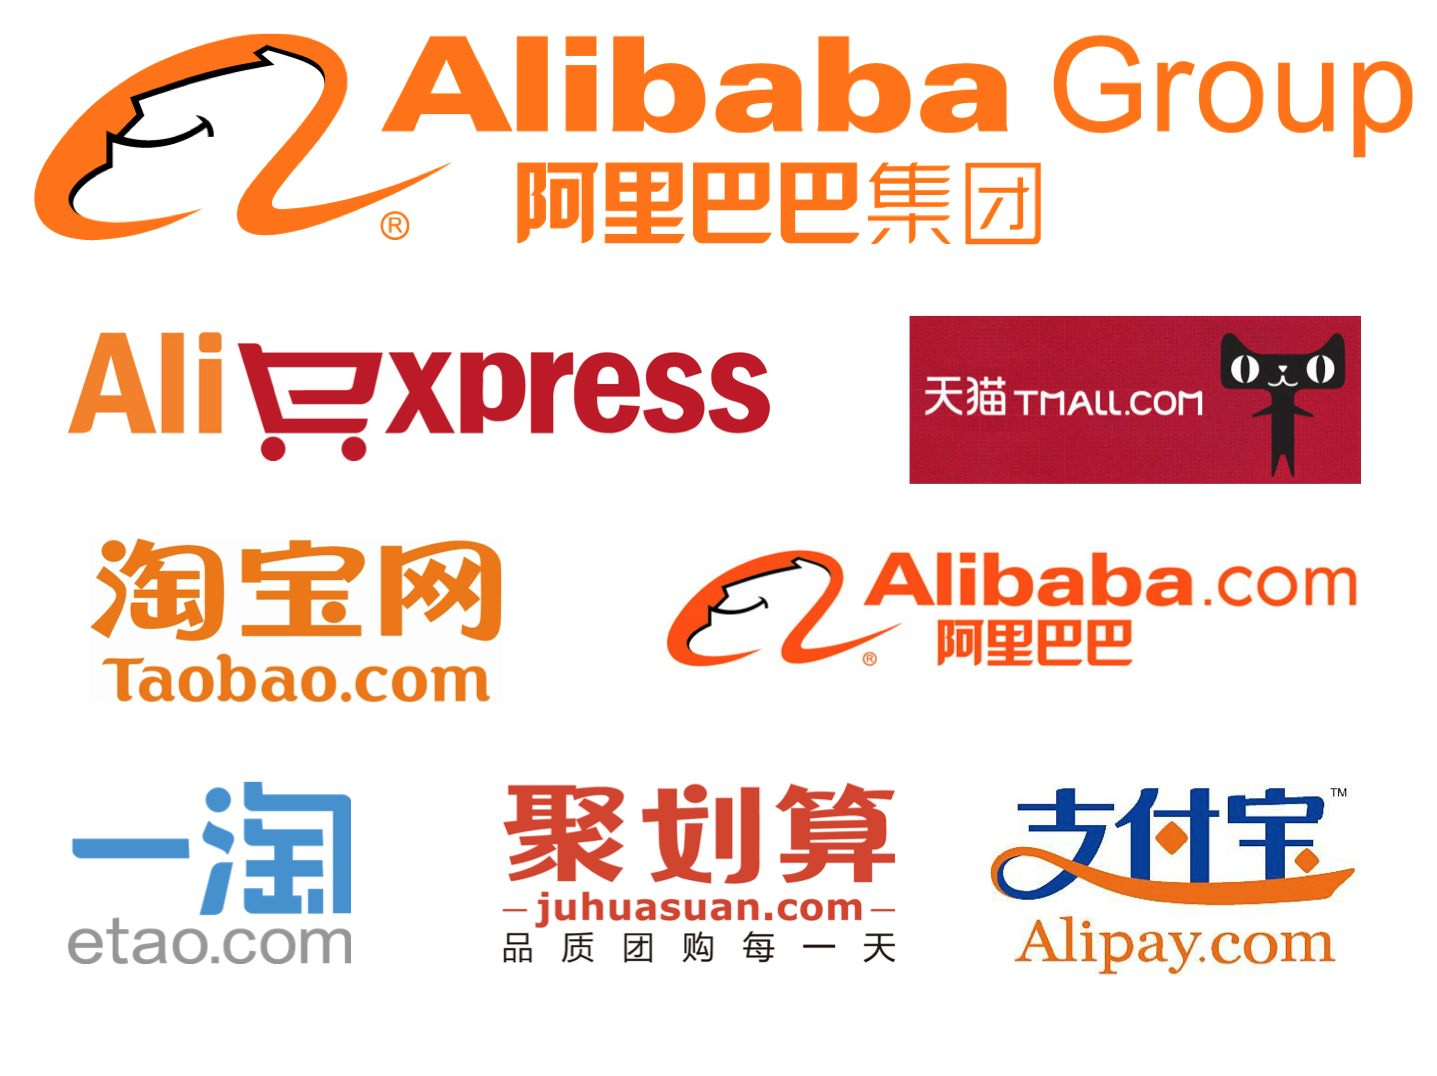 Alibaba Group
阿里巴巴集团
®
AliExpress
天猫 TMALL.COM
淘宝网
Taobao.com
Alibaba.com
阿里巴巴
®
一淘
etao.com
聚划算
juhuasuan.com
品质团购每一天
支付宝™
Alipay.com